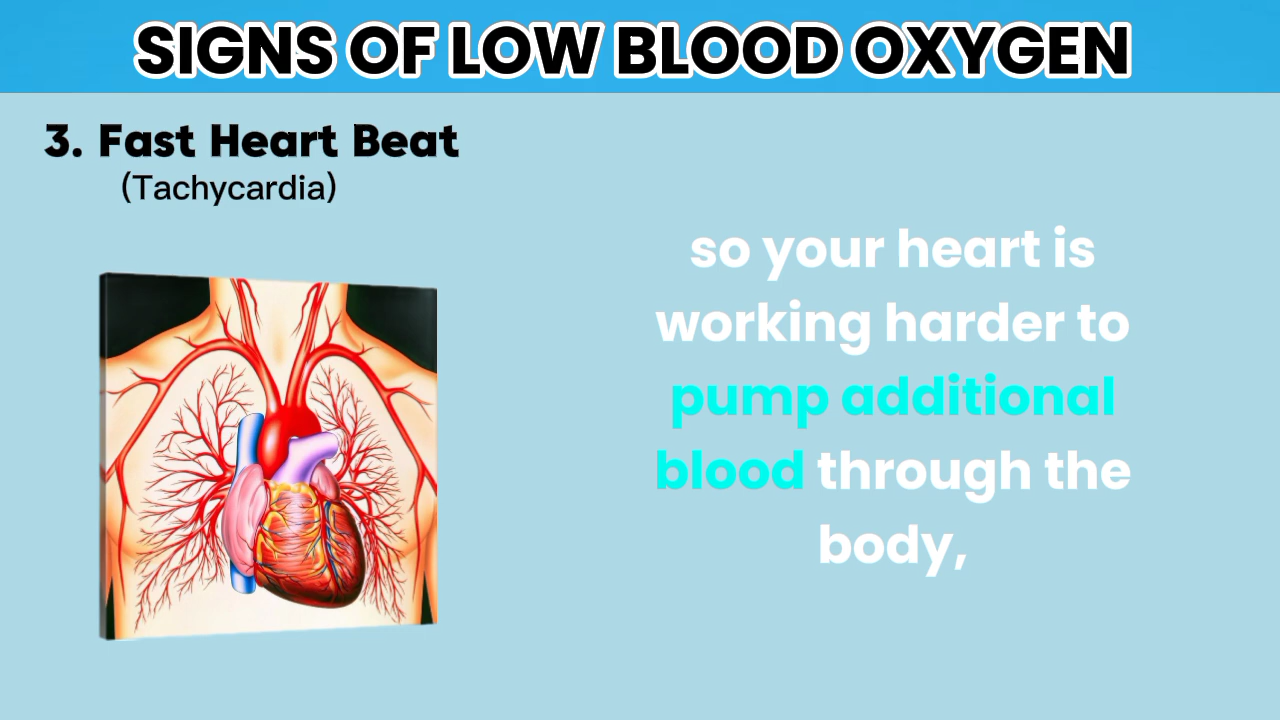 SIGNS OF LOW BLOOD OXYGEN
3. Fast Heart Beat
(Tachycardia)
so your heart is
working harder to
pump additional
blood through the
body,